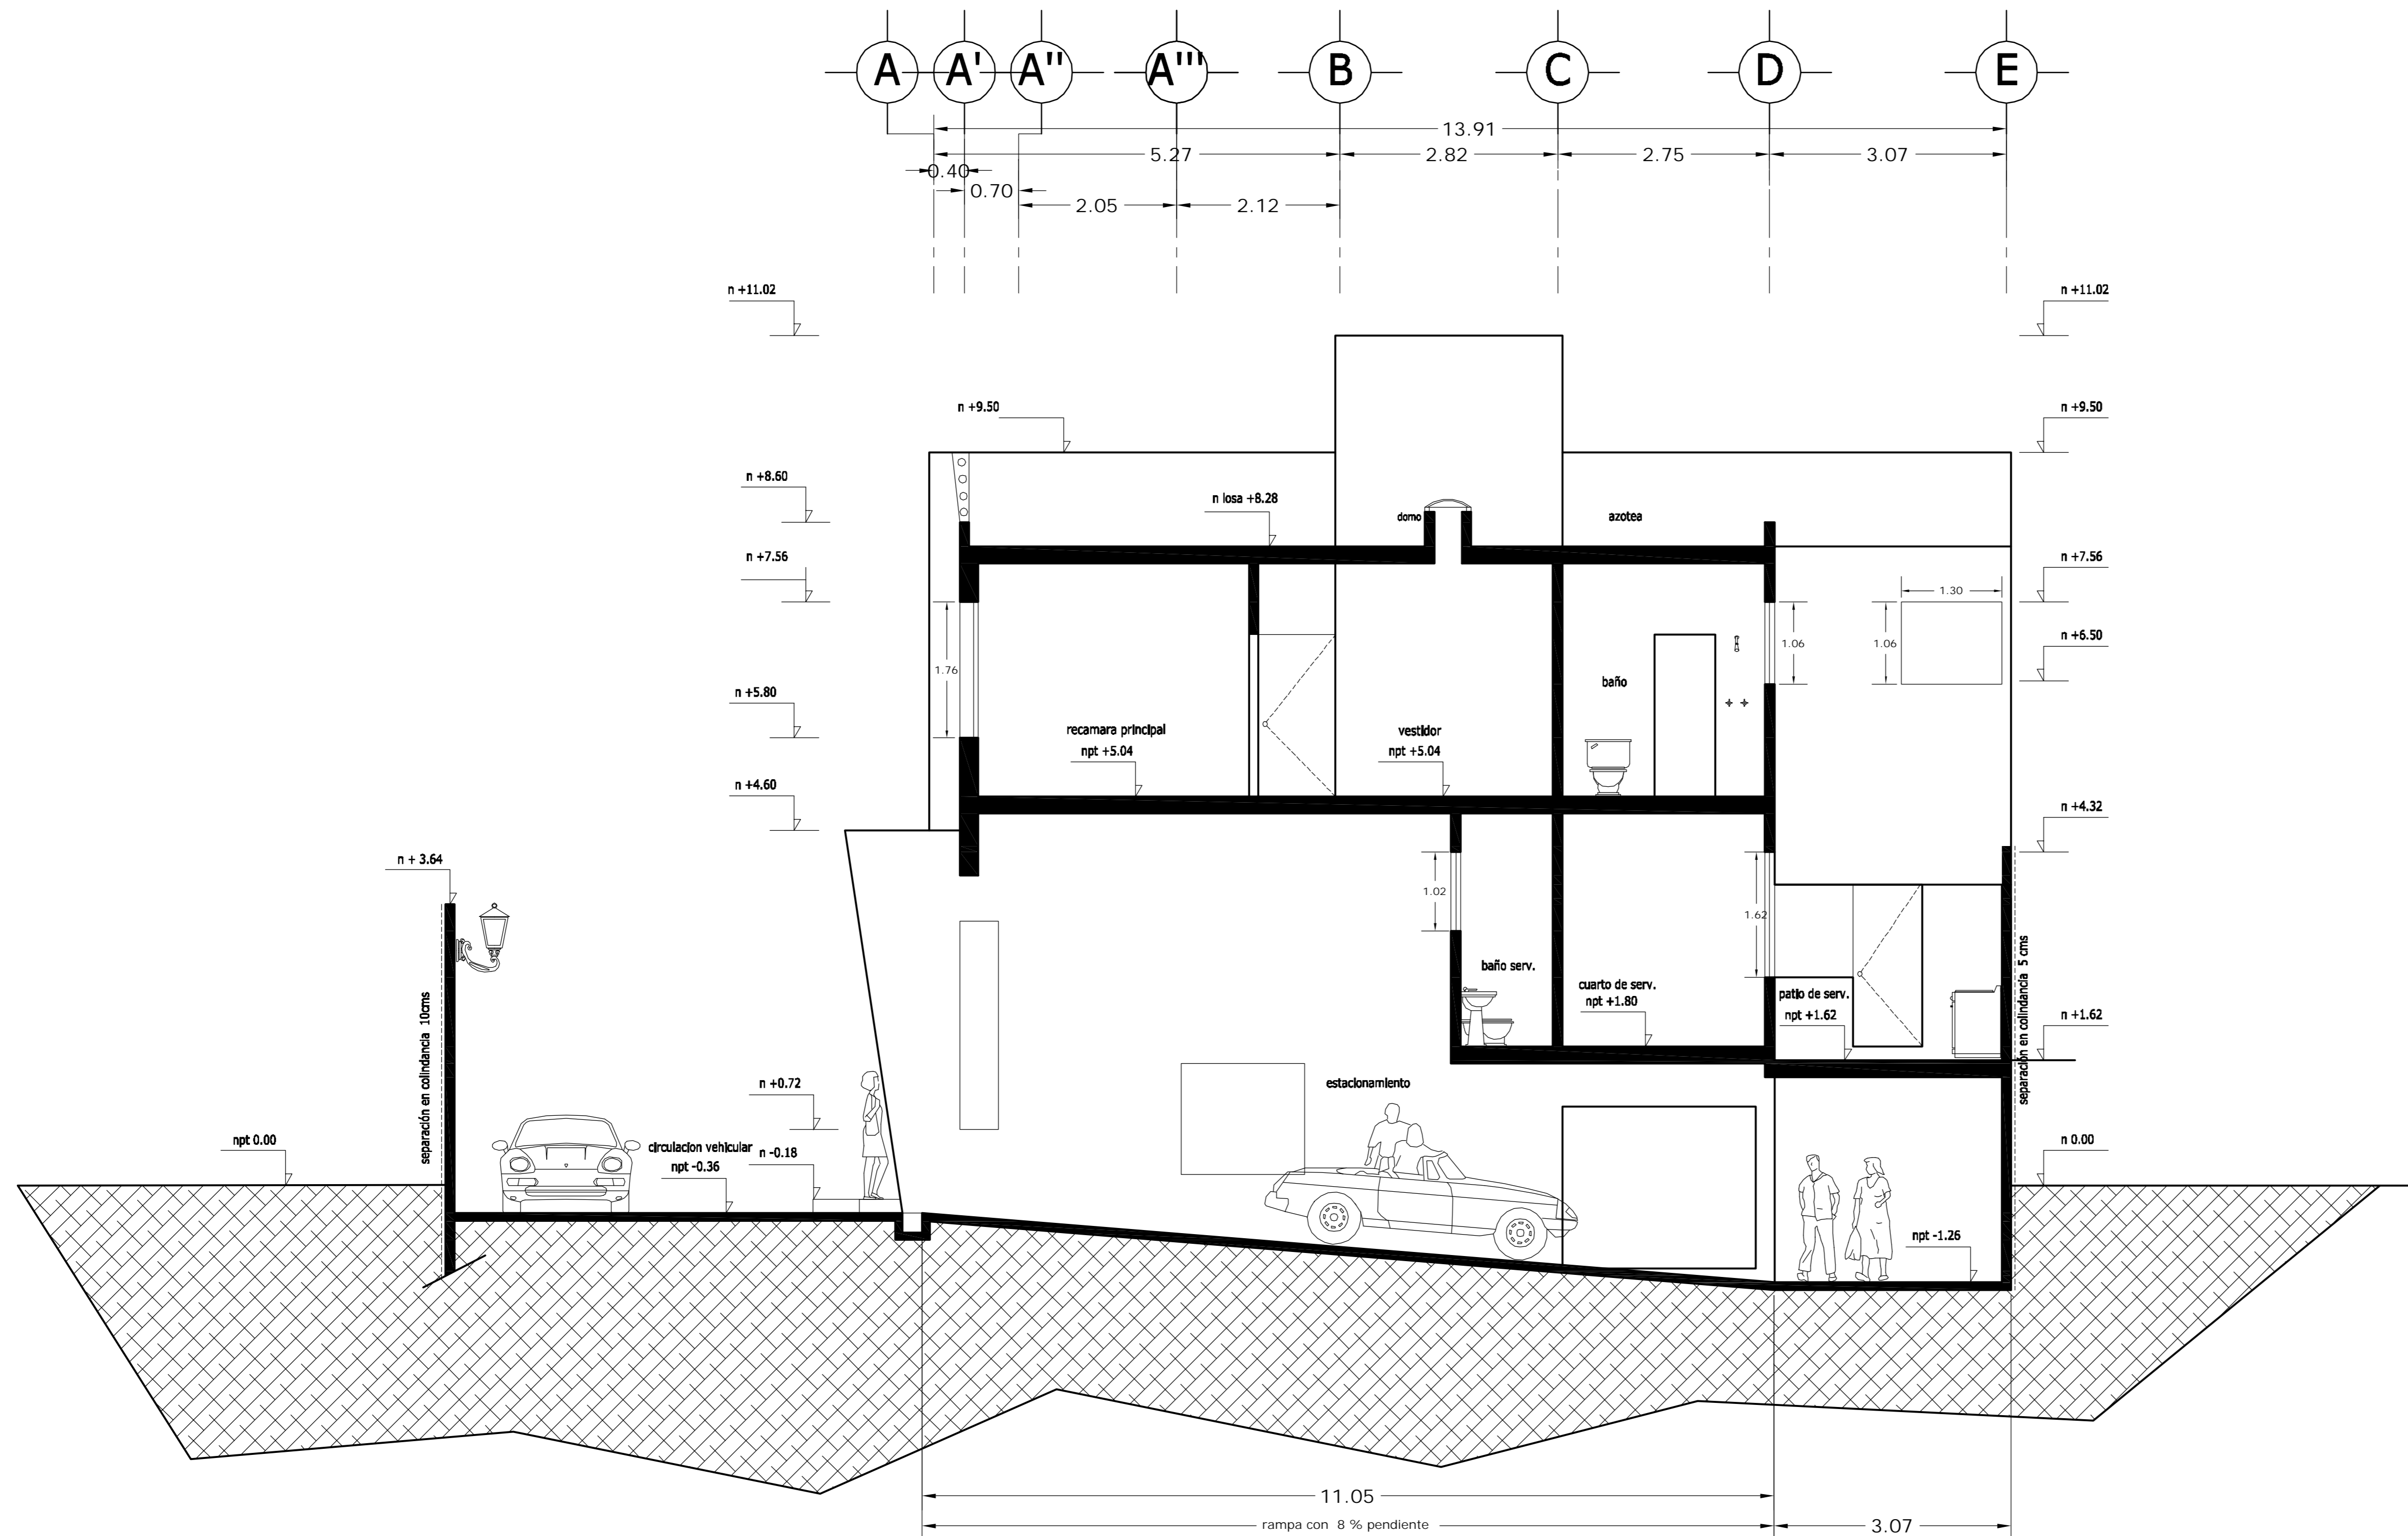 A A' A'' A''' B C D E
13.91
5.27 2.82 2.75 3.07
0.40
0.70
2.05 2.12
n +11.02 n +11.02
n +9.50 n +9.50
n +8.60
n losa +8.28
domo azotea
n +7.56 n +7.56
1.30
n +6.50
1.76 1.06 1.06
baño
n +5.80
recamara principal vestidor
npt +5.04 npt +5.04
n +4.60 n +4.32
n + 3.64
1.02 1.62
baño serv.
cuarto de serv.
npt +1.80
patio de serv.
npt +1.62 n +1.62
separación en colindancia 10cms
separación en colindancia 5 cms
n +0.72 estacionamiento
npt 0.00 n 0.00
circulacion vehicular n -0.18
npt -0.36
npt -1.26
11.05
rampa con 8 % pendiente 3.07